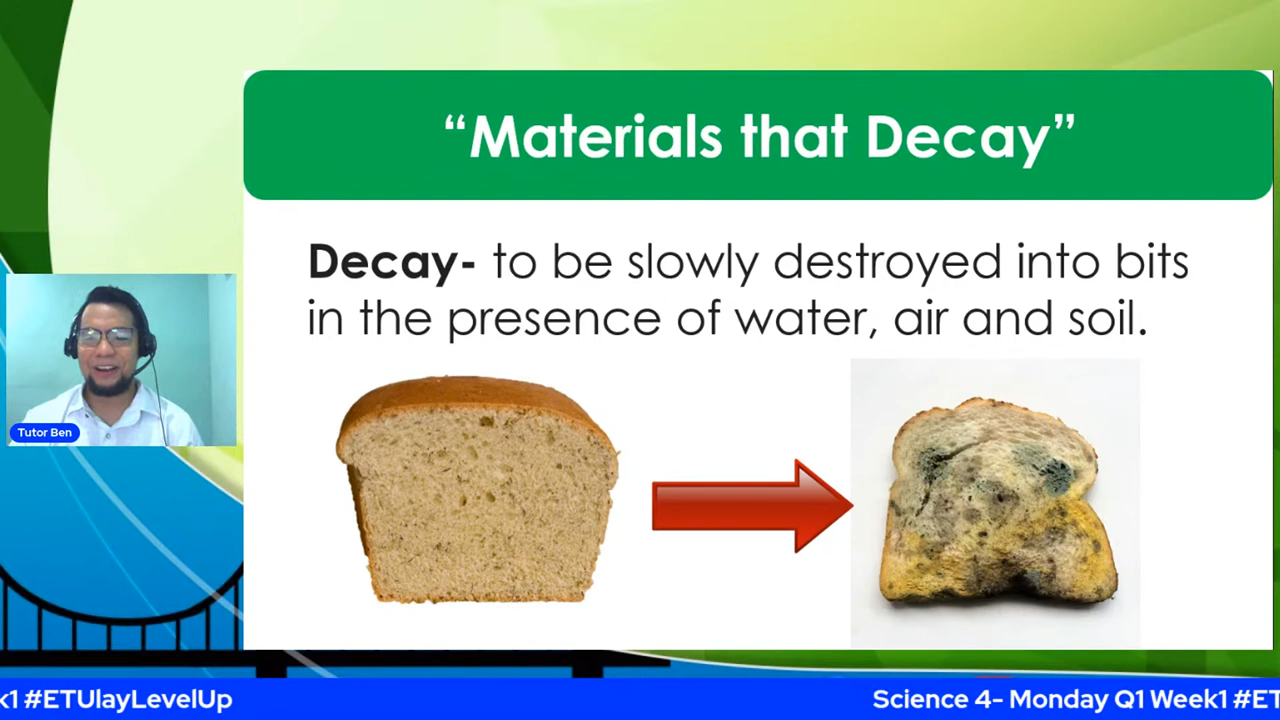 “Materials that Decay”
Decay- to be slowly destroyed into bits
in the presence of water, air and soil.
Tutor Ben
k1 #ETUlayLevelUp
Science 4- Monday Q1 Week1 #ET